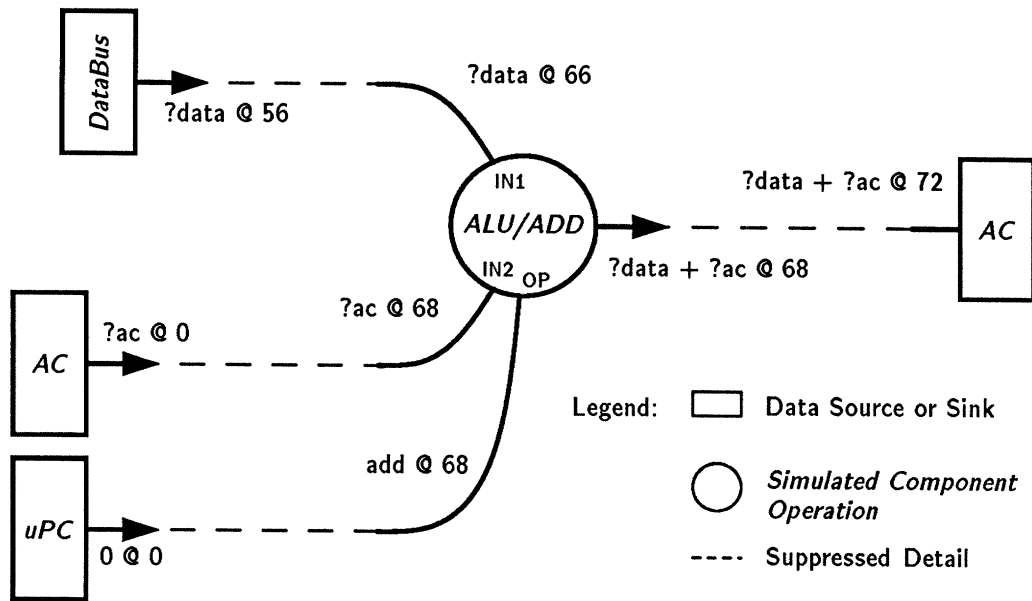 DataBus
?data @ 56
?data @ 66
IN1
ALU/ADD
IN2
OP
?data + ?ac @ 68
?data + ?ac @ 72
AC
AC
?ac @ 0
?ac @ 68
uPC
0 @ 0
add @ 68
Legend:
Data Source or Sink
Simulated Component
Operation
Suppressed Detail